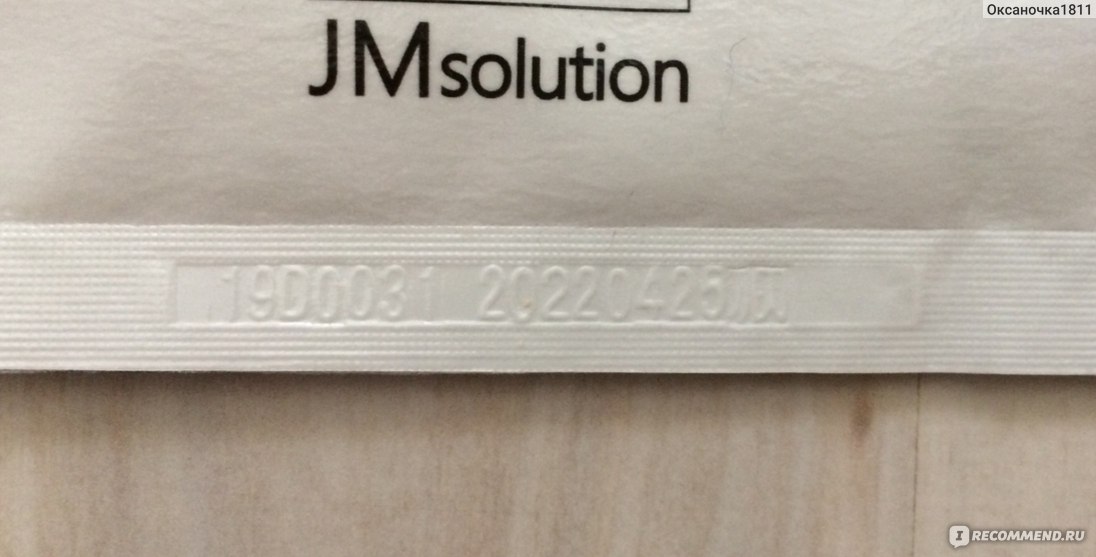 Оксаночка1811
JMsolution
19D0031 20220425
I RECOMMEND.RU